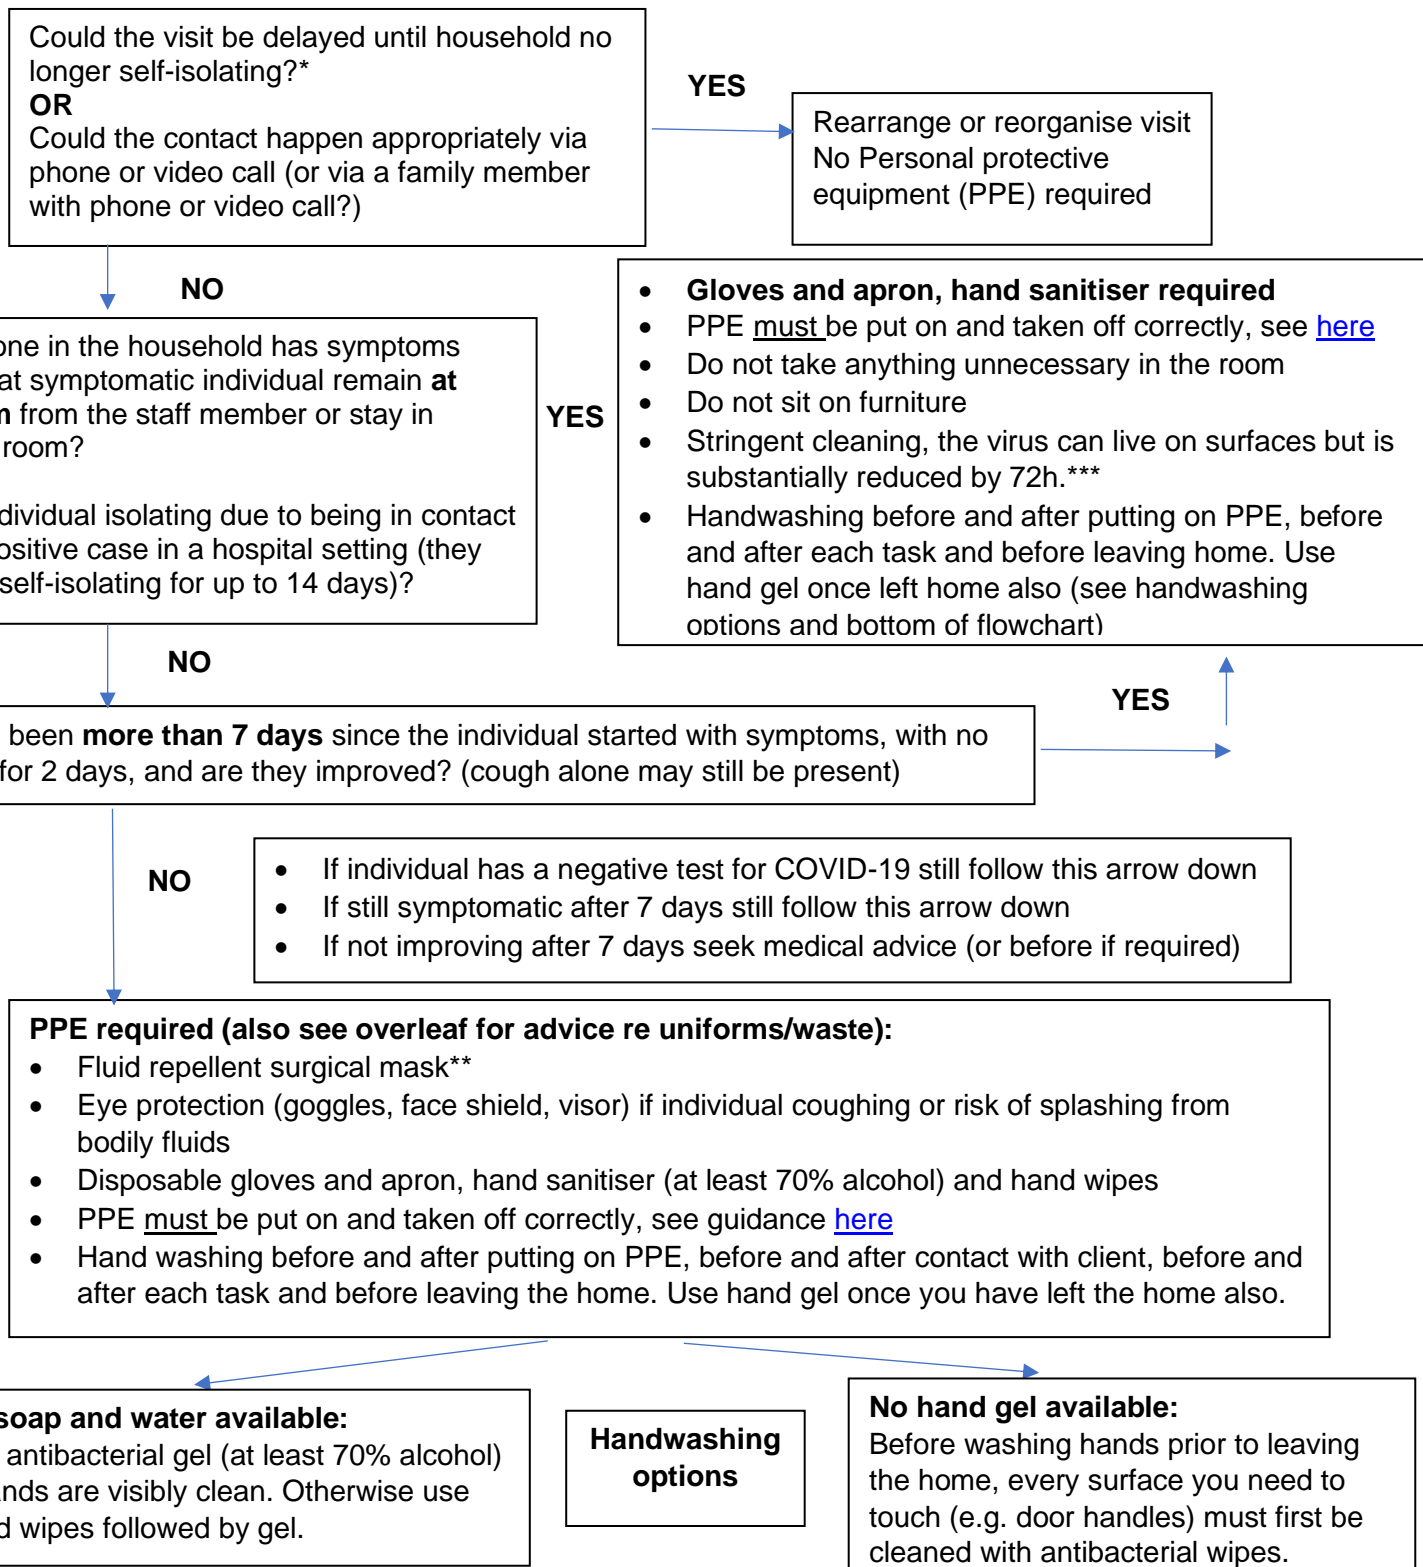 Could the visit be delayed until household no
longer self-isolating?*
OR
Could the contact happen appropriately via
phone or video call (or via a family member
with phone or video call?)
YES
Rearrange or reorganise visit
No Personal protective
equipment (PPE) required
NO
one in the household has symptoms
at symptomatic individual remain at
from the staff member or stay in
room?
individual isolating due to being in contact
positive case in a hospital setting (they
self-isolating for up to 14 days)?
YES
• Gloves and apron, hand sanitiser required
• PPE must be put on and taken off correctly, see here
• Do not take anything unnecessary in the room
• Do not sit on furniture
• Stringent cleaning, the virus can live on surfaces but is
substantially reduced by 72h.***
• Handwashing before and after putting on PPE, before
and after each task and before leaving home. Use
hand gel once left home also (see handwashing
options and bottom of flowchart)
NO
YES
been more than 7 days since the individual started with symptoms, with no
for 2 days, and are they improved? (cough alone may still be present)
NO
• If individual has a negative test for COVID-19 still follow this arrow down
• If still symptomatic after 7 days still follow this arrow down
• If not improving after 7 days seek medical advice (or before if required)
PPE required (also see overleaf for advice re uniforms/waste):
• Fluid repellent surgical mask**
• Eye protection (goggles, face shield, visor) if individual coughing or risk of splashing from
bodily fluids
• Disposable gloves and apron, hand sanitiser (at least 70% alcohol) and hand wipes
• PPE must be put on and taken off correctly, see guidance here
• Hand washing before and after putting on PPE, before and after contact with client, before and
after each task and before leaving the home. Use hand gel once you have left the home also.
soap and water available:
antibacterial gel (at least 70% alcohol)
hands are visibly clean. Otherwise use
wipes followed by gel.
Handwashing
options
No hand gel available:
Before washing hands prior to leaving
the home, every surface you need to
touch (e.g. door handles) must first be
cleaned with antibacterial wipes.